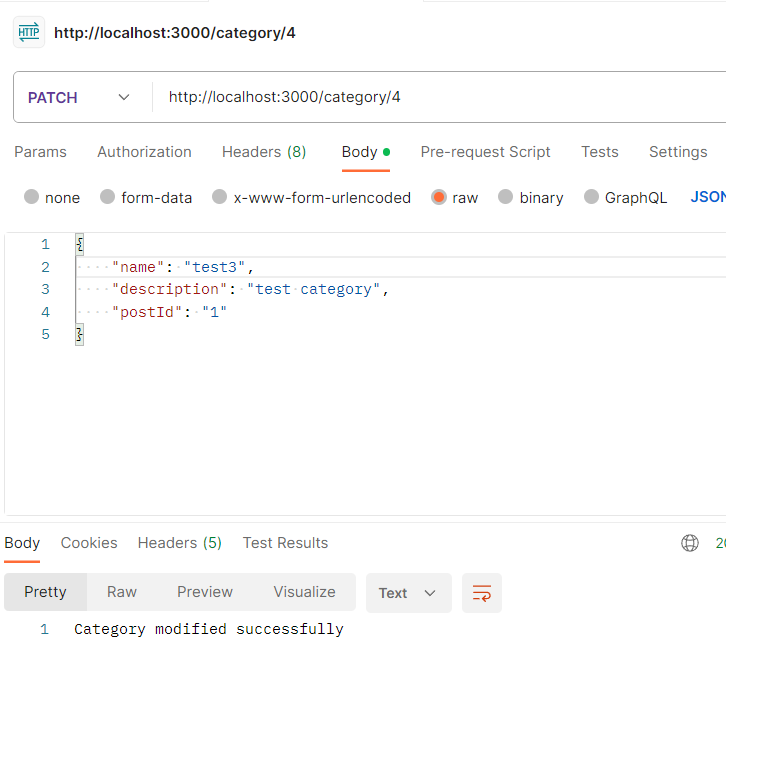 HTTP http://localhost:3000/category/4
PATCH http://localhost:3000/category/4
Params Authorization Headers (8) Body Pre-request Script Tests Settings
none form-data x-www-form-urlencoded raw binary GraphQL JSON
1 {
2 "name": "test3",
3 "description": "test category",
4 "postId": "1"
5 }
Body Cookies Headers (5) Test Results
Pretty Raw Preview Visualize Text
1 Category modified successfully